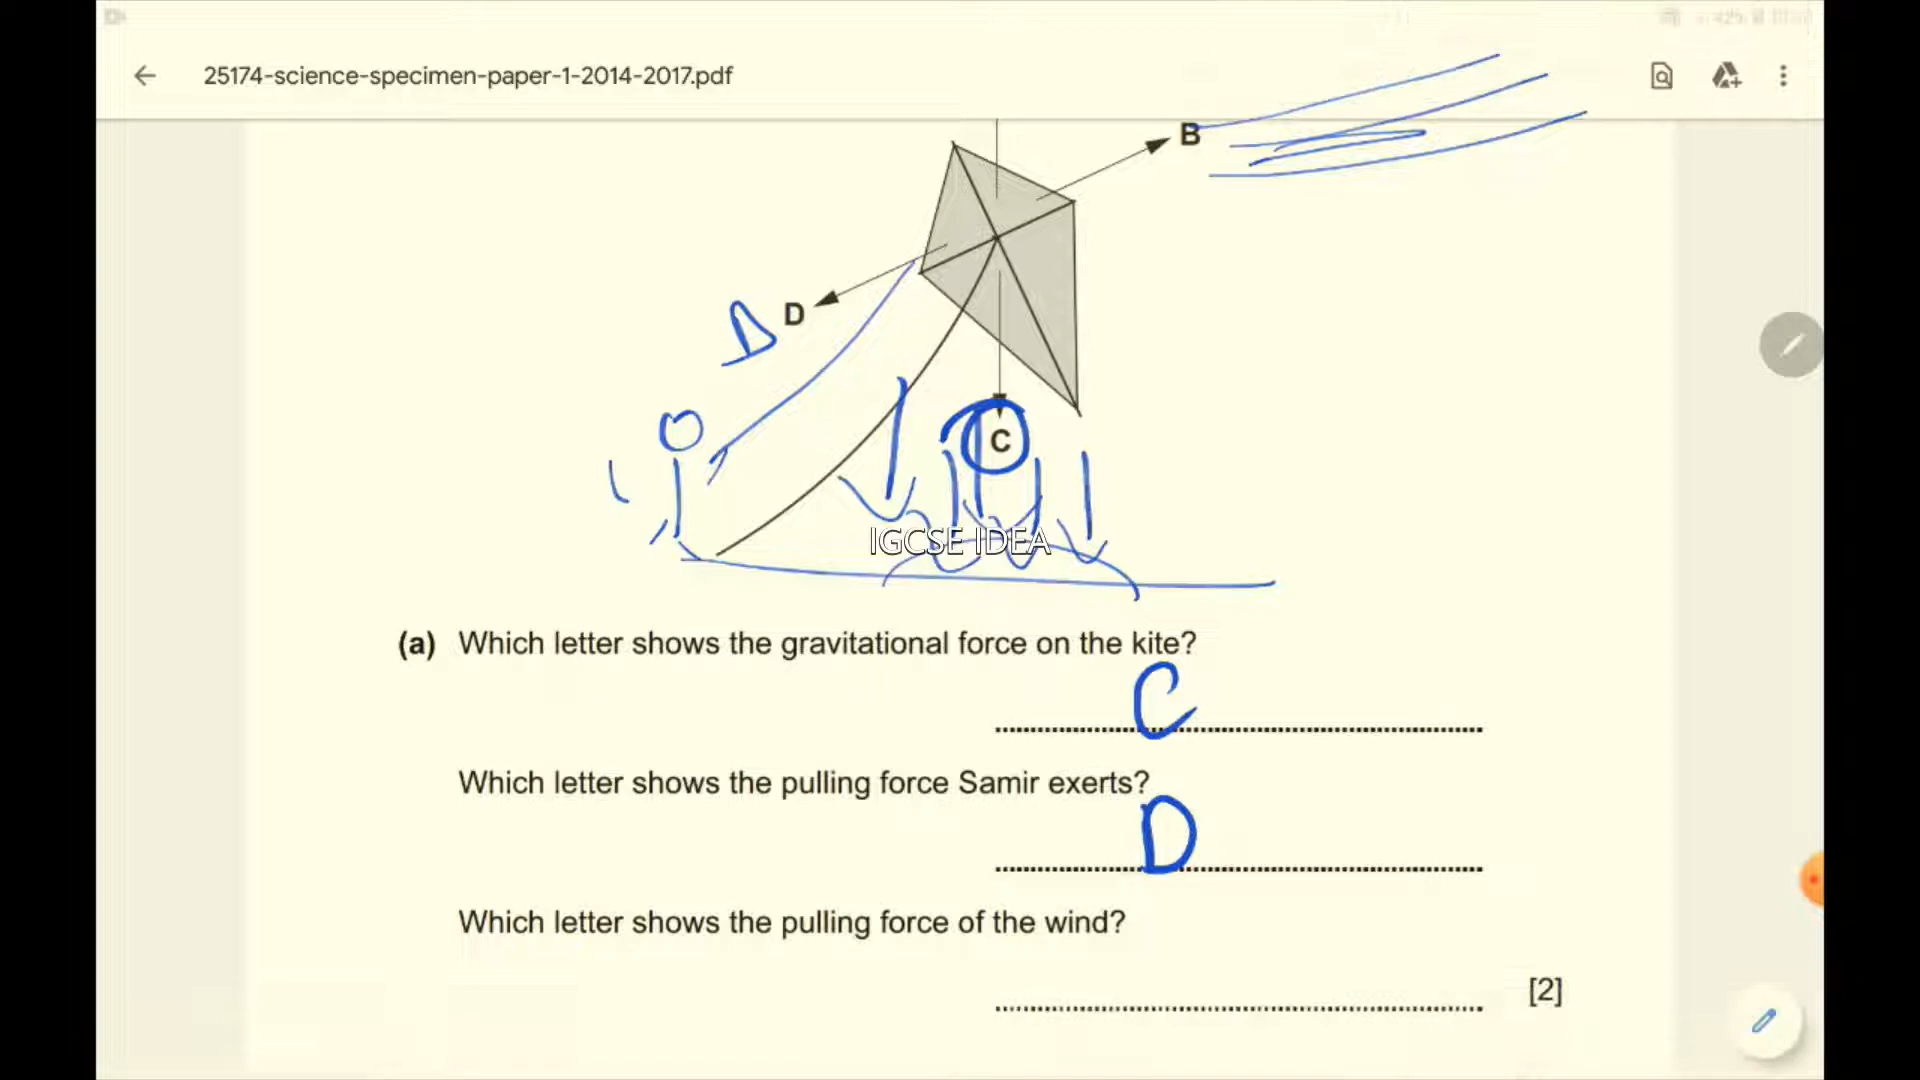 25174-science-specimen-paper-1-2014-2017.pdf
B
D D
C
IGCSE IDEA
(a) Which letter shows the gravitational force on the kite?
C
Which letter shows the pulling force Samir exerts?
D
Which letter shows the pulling force of the wind?
[2]